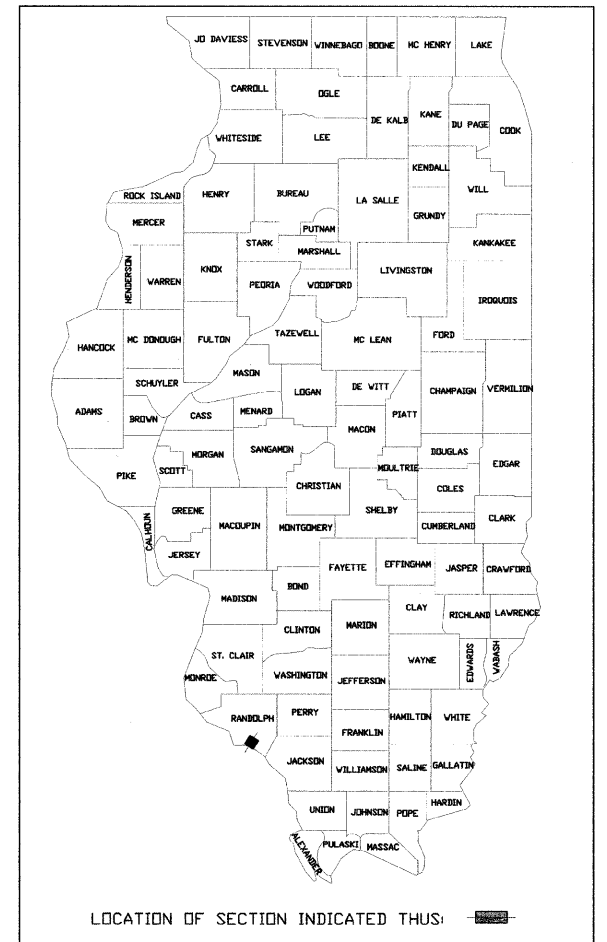 JO DAVIESS STEVENSON WINNEBAGO BOONE MC HENRY LAKE
CARROLL OGLE DE KALB KANE DU PAGE COOK
WHITESIDE LEE
KENDALL WILL
ROCK ISLAND HENRY BUREAU LA SALLE GRUNDY
MERCER PUTNAM
STARK MARSHALL KANKAKEE
HENDERSON WARREN KNOX PEORIA WOODFORD LIVINGSTON
IROQUOIS
HANCOCK MC DONOUGH FULTON TAZEWELL MC LEAN FORD
MASON
SCHUYLER LOGAN DE WITT CHAMPAIGN VERMILION
ADAMS BROWN CASS MENARD PIATT
MACON
MORGAN SANGAMON DOUGLAS EDGAR
PIKE SCOTT MOULTRIE
CHRISTIAN COLES
GREENE SHELBY
CALHOUN MACOUPIN MONTGOMERY CUMBERLAND CLARK
JERSEY
FAYETTE EFFINGHAM JASPER CRAWFORD
MADISON BOND
CLAY
CLINTON MARION RICHLAND LAWRENCE
ST. CLAIR WAYNE EDWARDS WABASH
MONROE WASHINGTON JEFFERSON
RANDOLPH PERRY HAMILTON WHITE
FRANKLIN
JACKSON WILLIAMSON SALINE GALLATIN
UNION JOHNSON POPE HARDIN
ALEXANDER PULASKI MASSAC
LOCATION OF SECTION INDICATED THUS: